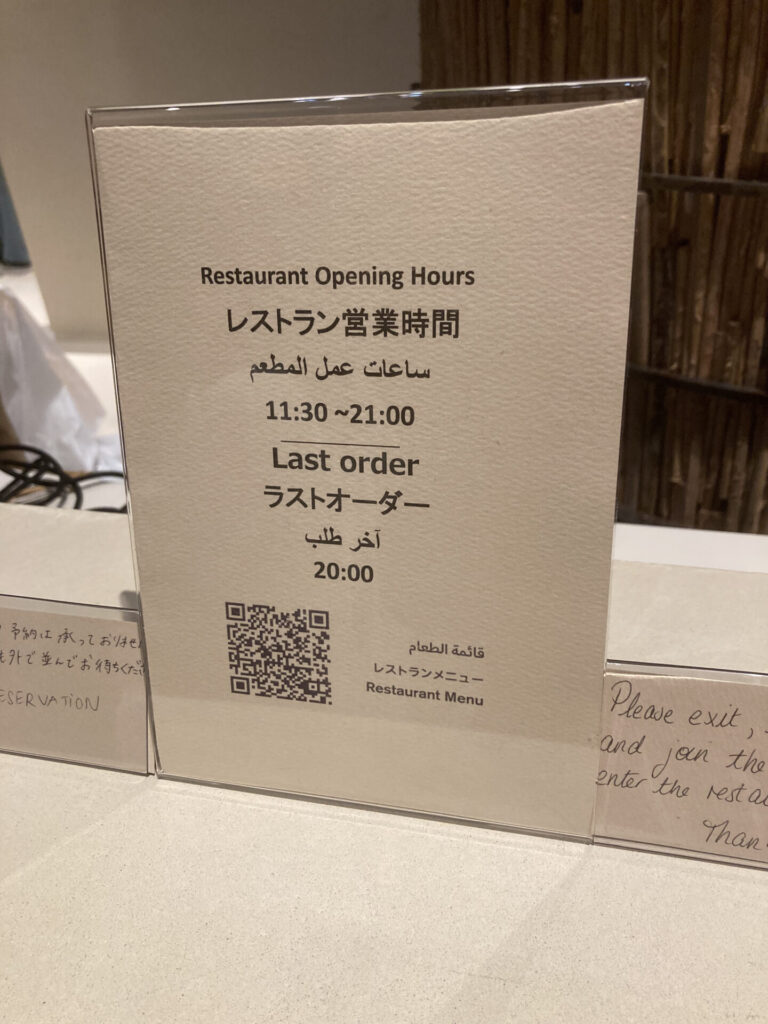 Restaurant Opening Hours
レストラン営業時間
ساعات عمل المطعم
11:30 ~21:00
Last order
ラストオーダー
آخر طلب
20:00
قائمة الطعام
レストランメニュー
Restaurant Menu
予約は承っておりませ
外で並んでお待ちくだ
ESERVATION
Please exit,
and join the
enter the resta
Than